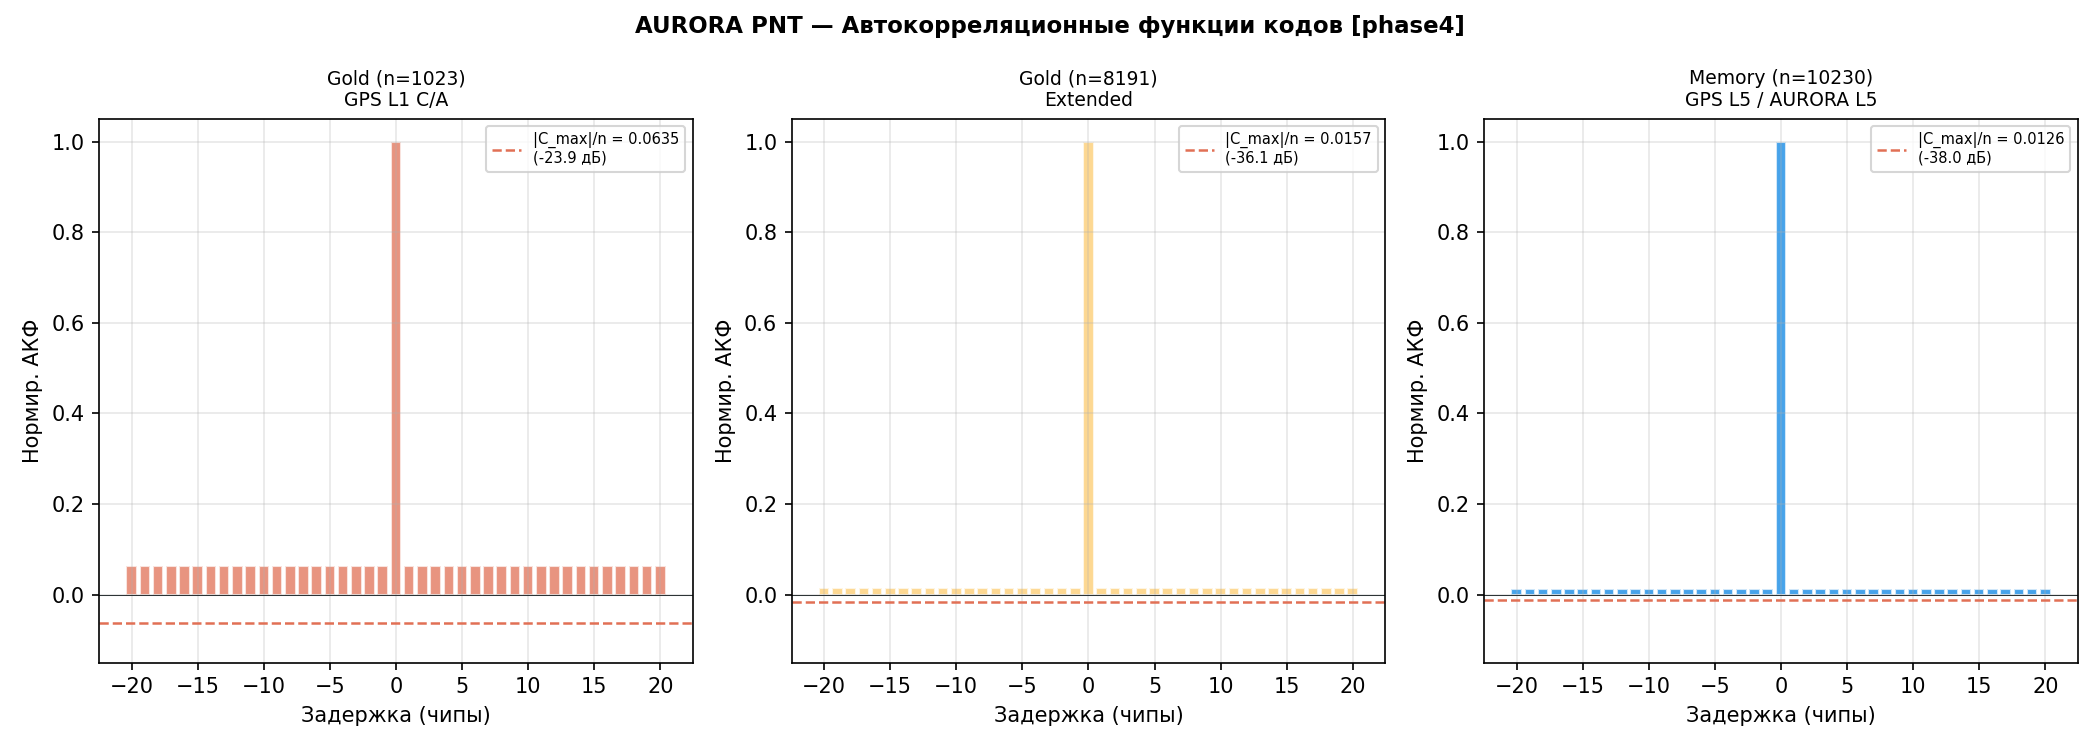 AURORA PNT — Автокорреляционные функции кодов [phase4]
Gold (n=1023)
GPS L1 C/A
|C_max|/n = 0.0635
(-23.9 дБ)
1.0
0.8
0.6
0.4
0.2
0.0
Нормир. АКФ
−20 −15 −10 −5 0 5 10 15 20
Задержка (чипы)
Gold (n=8191)
Extended
|C_max|/n = 0.0157
(-36.1 дБ)
1.0
0.8
0.6
0.4
0.2
0.0
Нормир. АКФ
−20 −15 −10 −5 0 5 10 15 20
Задержка (чипы)
Memory (n=10230)
GPS L5 / AURORA L5
|C_max|/n = 0.0126
(-38.0 дБ)
1.0
0.8
0.6
0.4
0.2
0.0
Нормир. АКФ
−20 −15 −10 −5 0 5 10 15 20
Задержка (чипы)